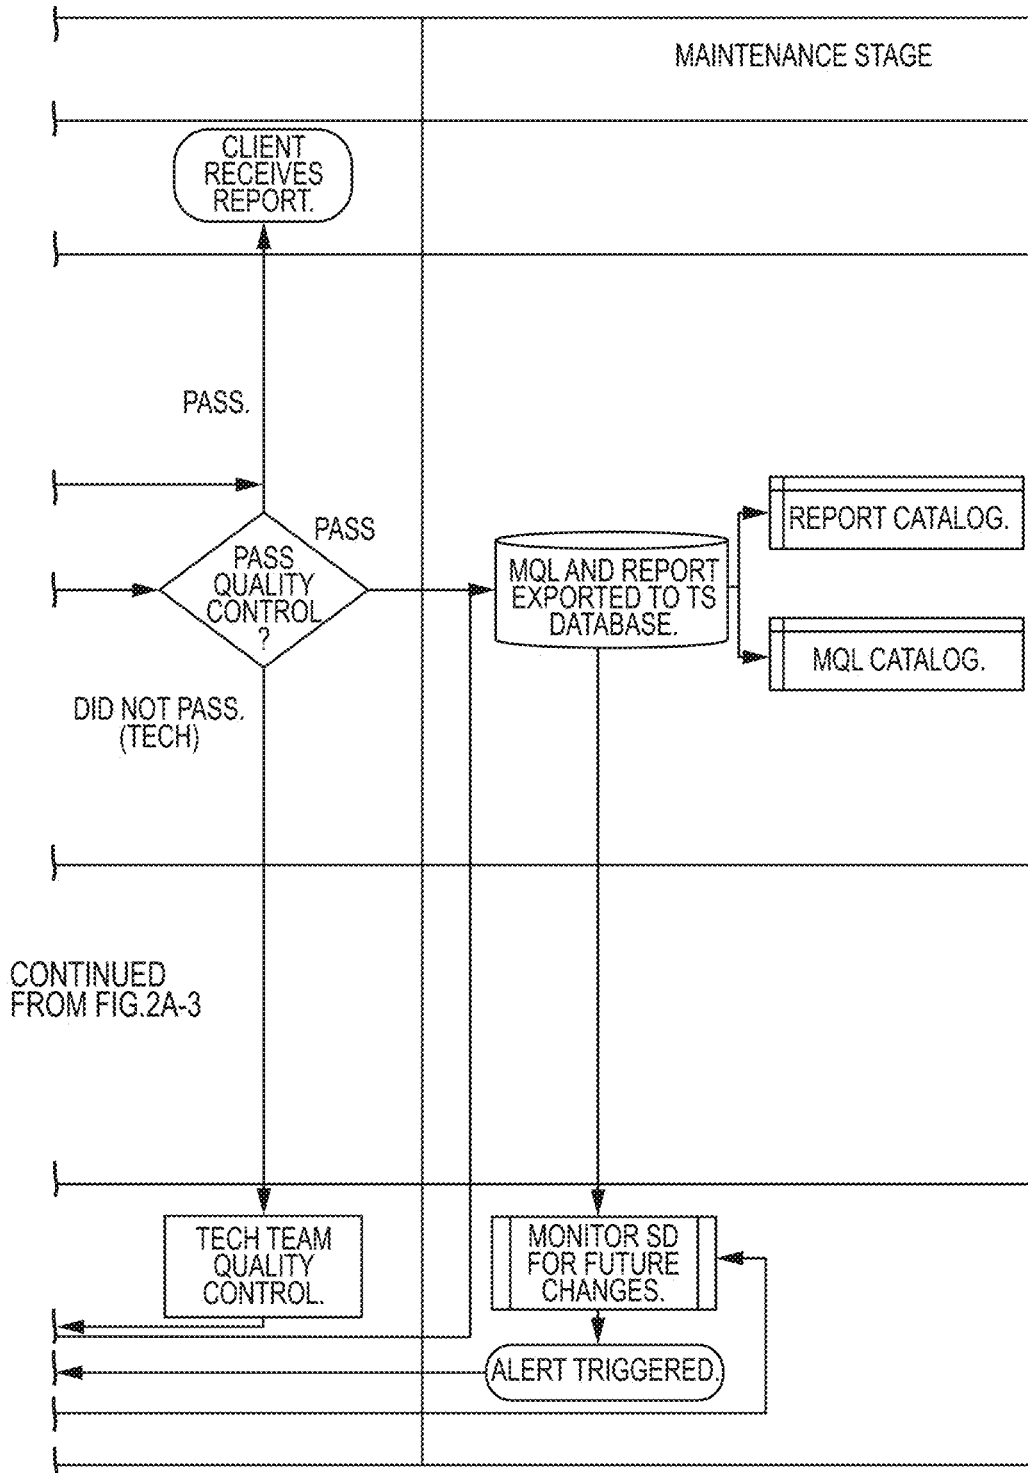 MAINTENANCE STAGE
CLIENT
RECEIVES
REPORT.
PASS.
PASS
PASS
QUALITY
CONTROL
?
MQL AND REPORT
EXPORTED TO TS
DATABASE.
REPORT CATALOG.
MQL CATALOG.
DID NOT PASS.
(TECH)
CONTINUED
FROM FIG.2A-3
TECH TEAM
QUALITY
CONTROL.
MONITOR SD
FOR FUTURE
CHANGES.
ALERT TRIGGERED.